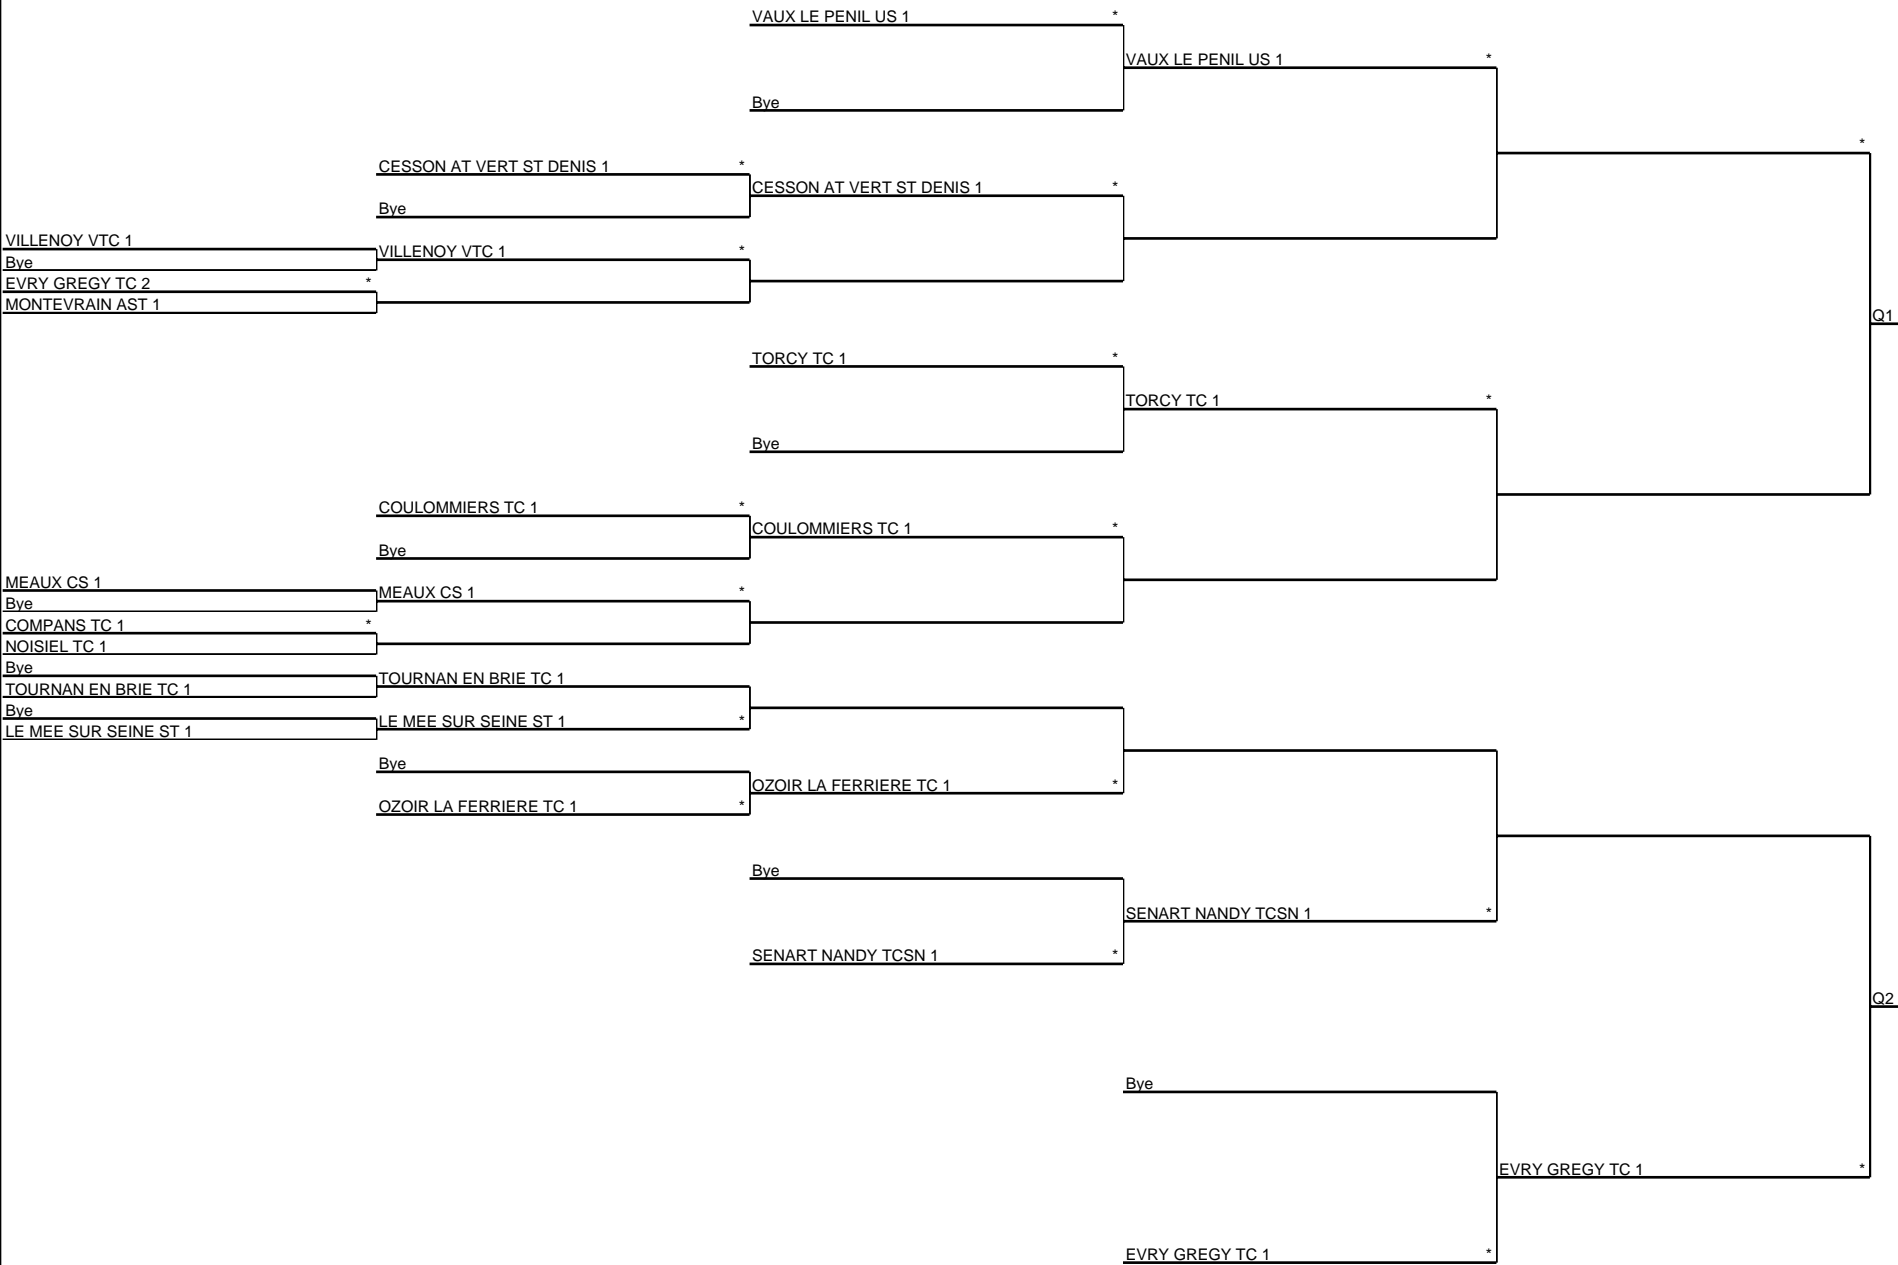 VAUX LE PENIL US 1 *
VAUX LE PENIL US 1 *
Bye
*
CESSON AT VERT ST DENIS 1 *
CESSON AT VERT ST DENIS 1 *
Bye
VILLENOY VTC 1
VILLENOY VTC 1 *
Bye
EVRY GREGY TC 2 *
MONTEVRAIN AST 1
Q1
TORCY TC 1 *
TORCY TC 1 *
Bye
COULOMMIERS TC 1 *
COULOMMIERS TC 1 *
Bye
MEAUX CS 1
MEAUX CS 1 *
Bye
COMPANS TC 1 *
NOISIEL TC 1
Bye
TOURNAN EN BRIE TC 1
TOURNAN EN BRIE TC 1
Bye
LE MEE SUR SEINE ST 1 *
LE MEE SUR SEINE ST 1
Bye
OZOIR LA FERRIERE TC 1 *
OZOIR LA FERRIERE TC 1 *
Bye
SENART NANDY TCSN 1 *
SENART NANDY TCSN 1 *
Q2
Bye
EVRY GREGY TC 1 *
EVRY GREGY TC 1 *